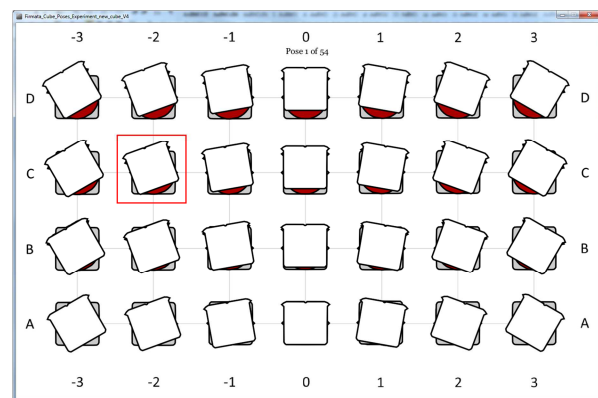 Firmata_Cube_Poses_Experiment_new_cube_V4
-3 -2 -1 0 1 2 3
Pose 1 of 54
D D
C C
B B
A A
-3 -2 -1 0 1 2 3